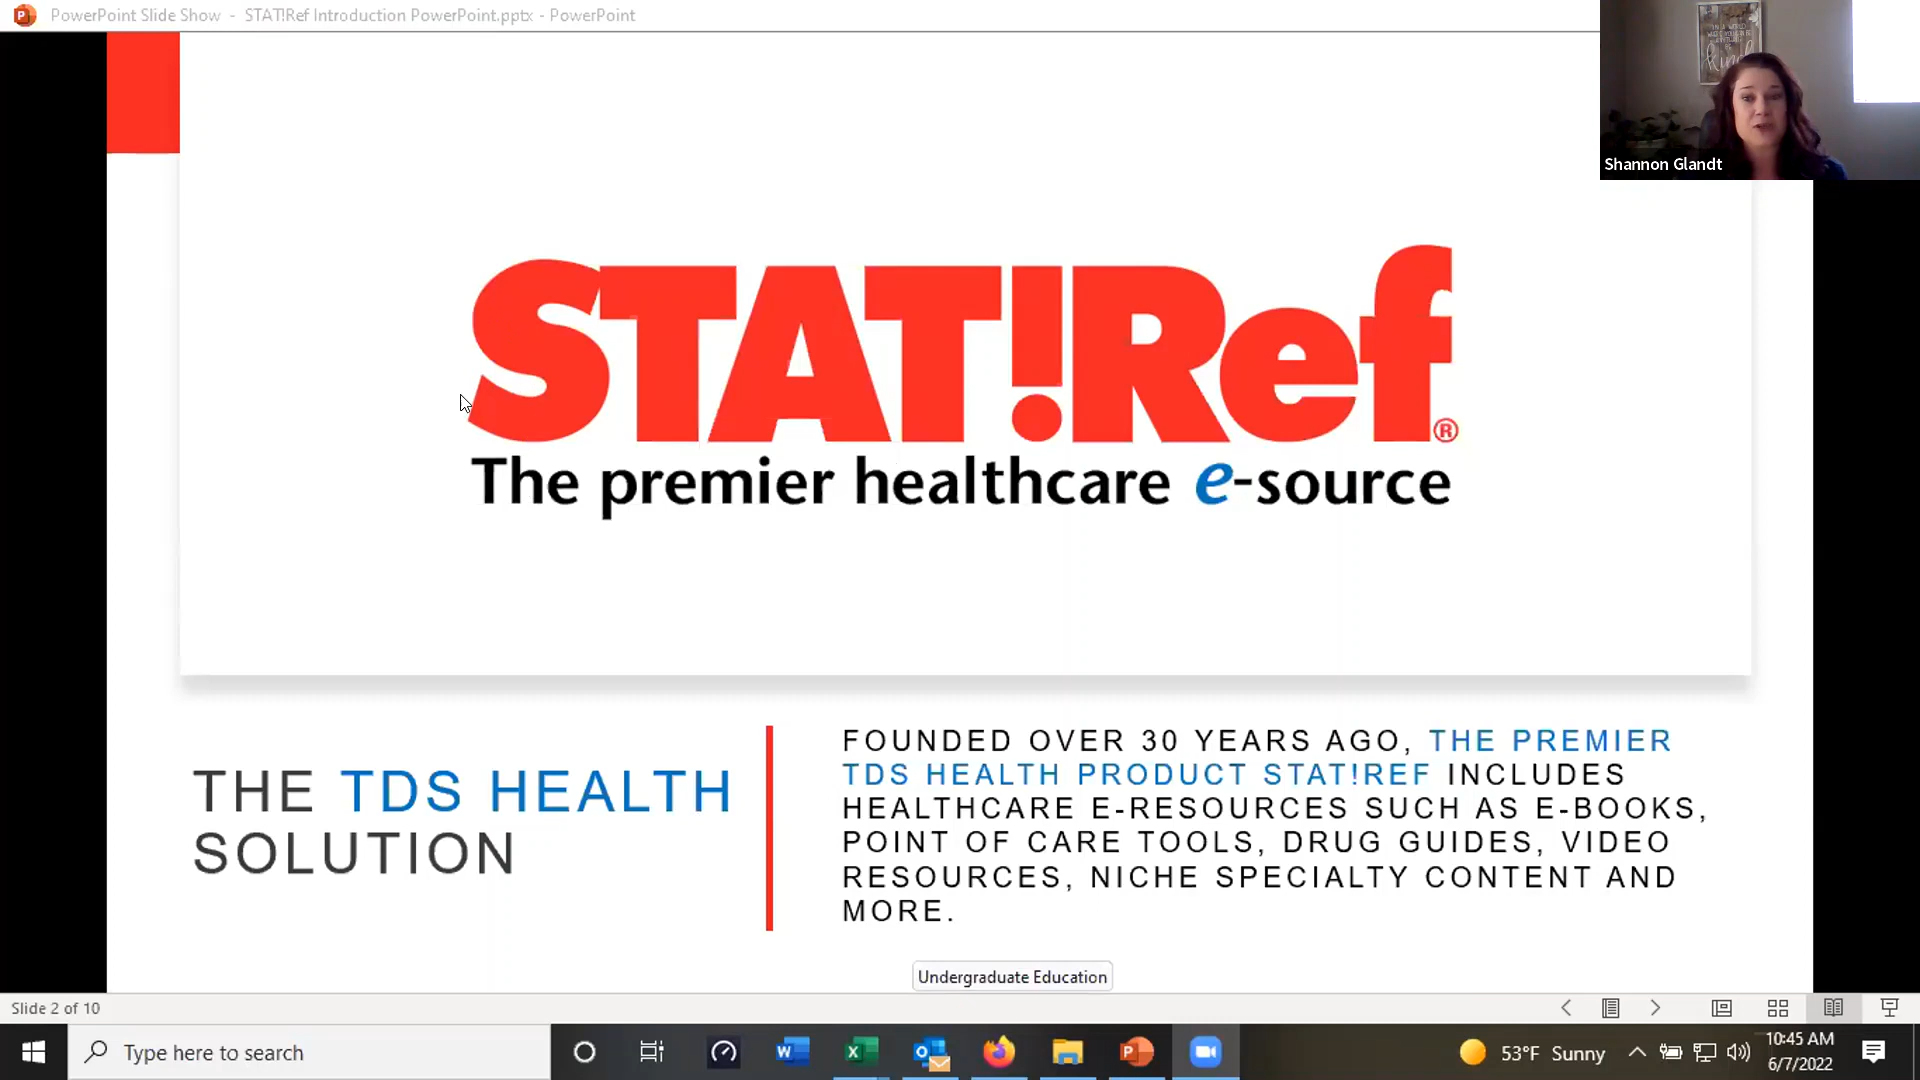 PowerPoint Slide Show - STAT!Ref Introduction PowerPoint.pptx - PowerPoint
Shannon Glandt
STAT!Ref®
The premier healthcare e-source
THE TDS HEALTH
SOLUTION
FOUNDED OVER 30 YEARS AGO, THE PREMIER
TDS HEALTH PRODUCT STAT!REF INCLUDES
HEALTHCARE E-RESOURCES SUCH AS E-BOOKS,
POINT OF CARE TOOLS, DRUG GUIDES, VIDEO
RESOURCES, NICHE SPECIALTY CONTENT AND
MORE.
Undergraduate Education
Slide 2 of 10
Type here to search
53°F Sunny
10:45 AM
6/7/2022